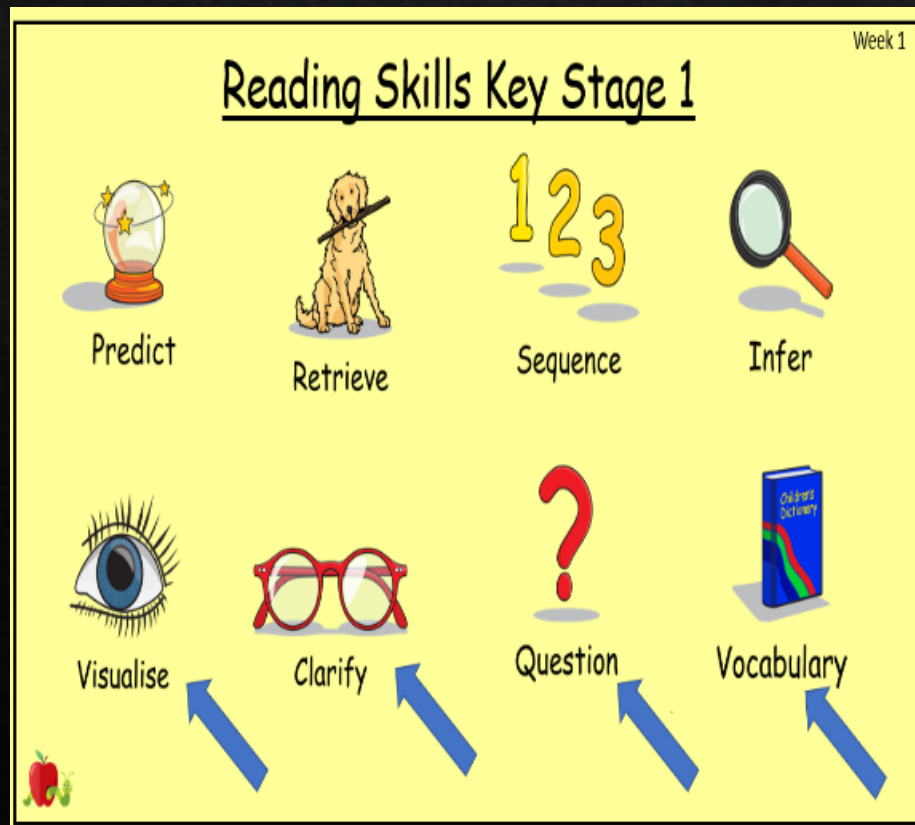 Week 1
Reading Skills Key Stage 1
1 2 3
Predict
Retrieve
Sequence
Infer
?
Children's
Dictionary
Visualise
Clarify
Question
Vocabulary